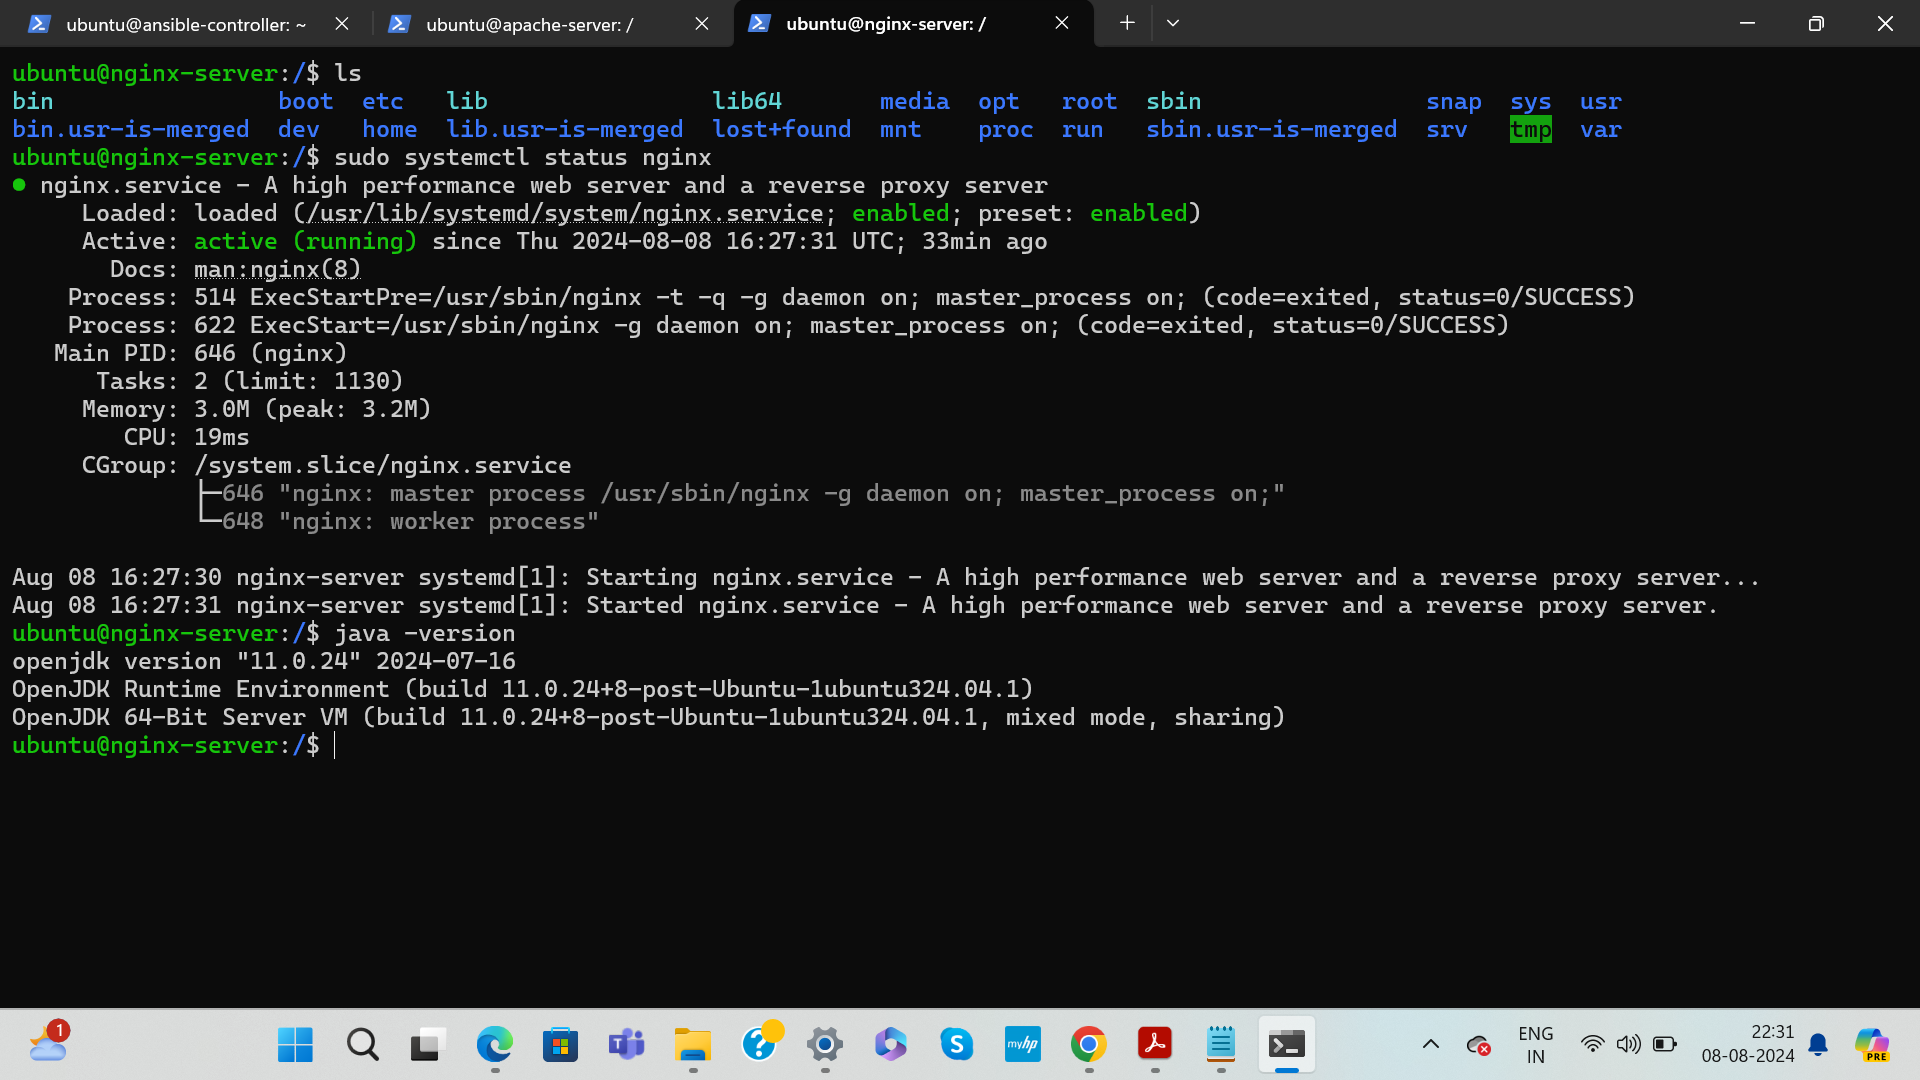 ubuntu@ansible-controller: ~
ubuntu@apache-server: /
ubuntu@nginx-server: /
ubuntu@nginx-server:/$ ls
bin boot etc lib lib64 media opt root sbin snap sys usr
bin.usr-is-merged dev home lib.usr-is-merged lost+found mnt proc run sbin.usr-is-merged srv tmp var
ubuntu@nginx-server:/$ sudo systemctl status nginx
● nginx.service - A high performance web server and a reverse proxy server
Loaded: loaded (/usr/lib/systemd/system/nginx.service; enabled; preset: enabled)
Active: active (running) since Thu 2024-08-08 16:27:31 UTC; 33min ago
Docs: man:nginx(8)
Process: 514 ExecStartPre=/usr/sbin/nginx -t -q -g daemon on; master_process on; (code=exited, status=0/SUCCESS)
Process: 622 ExecStart=/usr/sbin/nginx -g daemon on; master_process on; (code=exited, status=0/SUCCESS)
Main PID: 646 (nginx)
Tasks: 2 (limit: 1130)
Memory: 3.0M (peak: 3.2M)
CPU: 19ms
CGroup: /system.slice/nginx.service
├─646 "nginx: master process /usr/sbin/nginx -g daemon on; master_process on;"
└─648 "nginx: worker process"
Aug 08 16:27:30 nginx-server systemd[1]: Starting nginx.service - A high performance web server and a reverse proxy server...
Aug 08 16:27:31 nginx-server systemd[1]: Started nginx.service - A high performance web server and a reverse proxy server.
ubuntu@nginx-server:/$ java -version
openjdk version "11.0.24" 2024-07-16
OpenJDK Runtime Environment (build 11.0.24+8-post-Ubuntu-1ubuntu324.04.1)
OpenJDK 64-Bit Server VM (build 11.0.24+8-post-Ubuntu-1ubuntu324.04.1, mixed mode, sharing)
ubuntu@nginx-server:/$
1
T
?
S
myhp
ENG
IN
22:31
08-08-2024
PRE